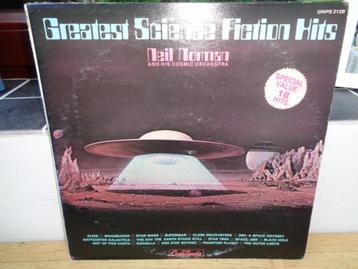 GNPS 2128
Greatest Science Fiction Hits
Neil Norman
AND HIS COSMIC ORCHESTRA
SPECIAL
VALUE
18
HITS
ALIEN • MOONRAKER • STAR WARS • SUPERMAN • CLOSE ENCOUNTERS • 2001: A SPACE ODYSSEY
BATTLESTAR GALACTICA • THE DAY THE EARTH STOOD STILL • STAR TREK • SPACE: 1999 • BLACK HOLE
NOT OF THIS EARTH • GODZILLA • ONE STEP BEYOND • PHANTOM PLANET • THE OUTER LIMITS
Crescendo